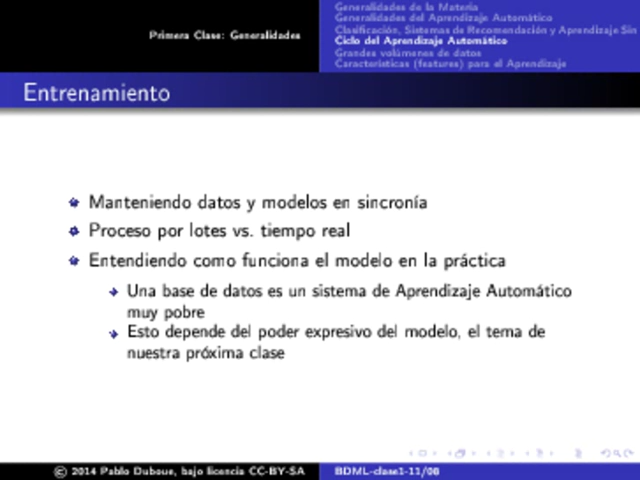 Primera Clase: Generalidades
Generalidades de la Materia
Generalidades del Aprendizaje Automático
Clasificación, Sistemas de Recomendación y Aprendizaje Sin
Ciclo del Aprendizaje Automático
Grandes volúmenes de datos
Características (features) para el Aprendizaje
Entrenamiento
Manteniendo datos y modelos en sincronía
Proceso por lotes vs. tiempo real
Entendiendo como funciona el modelo en la práctica
Una base de datos es un sistema de Aprendizaje Automático
muy pobre
Esto depende del poder expresivo del modelo, el tema de
nuestra próxima clase
© 2014 Pablo Duboue, bajo licencia CC-BY-SA
BDML-clase1-11/08